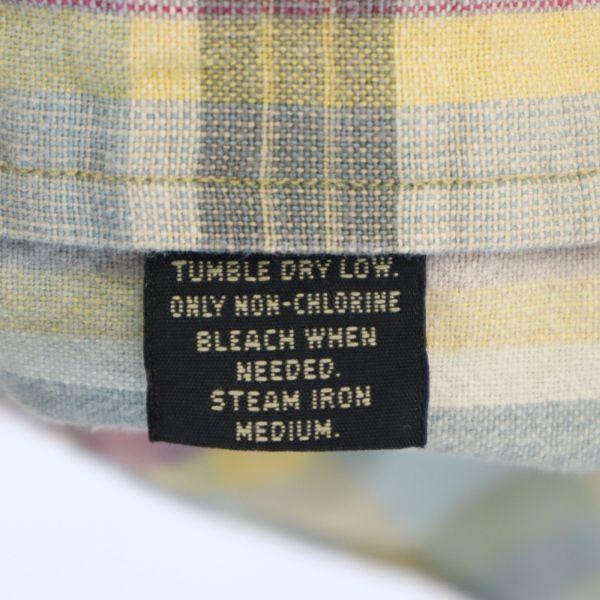 TUMBLE DRY LOW.
ONLY NON-CHLORINE
BLEACH WHEN
NEEDED.
STEAM IRON
MEDIUM.